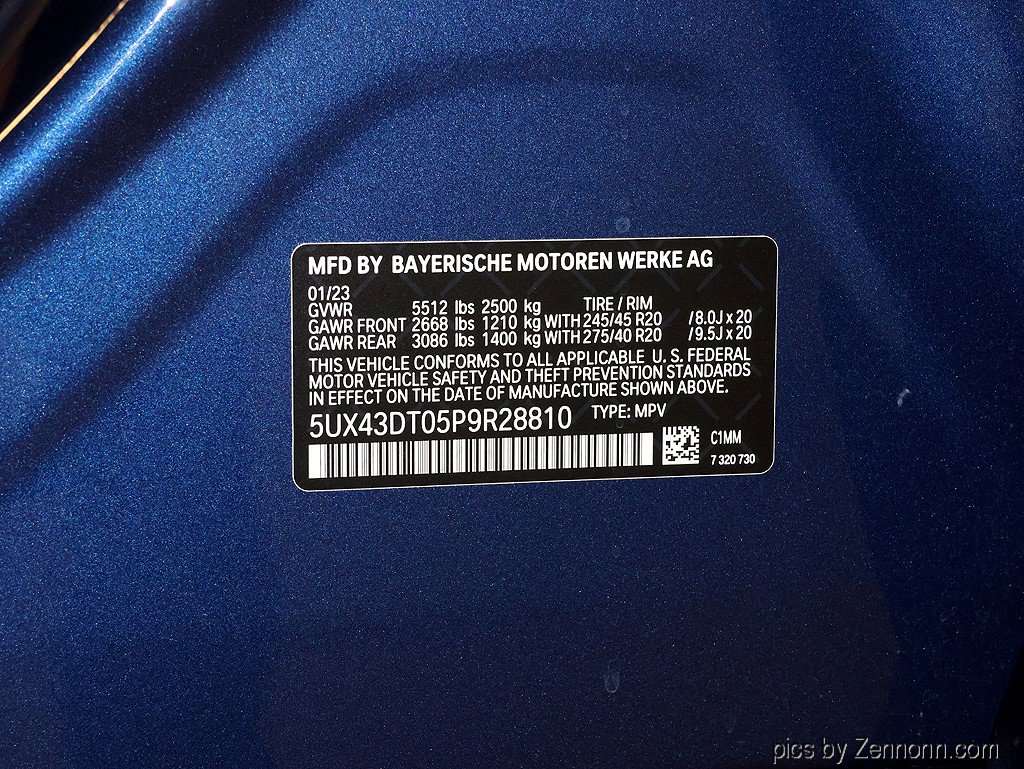 MFD BY BAYERISCHE MOTOREN WERKE AG
01/23
GVWR 5512 lbs 2500 kg TIRE / RIM
GAWR FRONT 2668 lbs 1210 kg WITH 245/45 R20 /8.0J x 20
GAWR REAR 3086 lbs 1400 kg WITH 275/40 R20 /9.5J x 20
THIS VEHICLE CONFORMS TO ALL APPLICABLE U. S. FEDERAL
MOTOR VEHICLE SAFETY AND THEFT PREVENTION STANDARDS
IN EFFECT ON THE DATE OF MANUFACTURE SHOWN ABOVE.
5UX43DT05P9R28810 TYPE: MPV
C1MM
7 320 730
pics by Zennonn.com